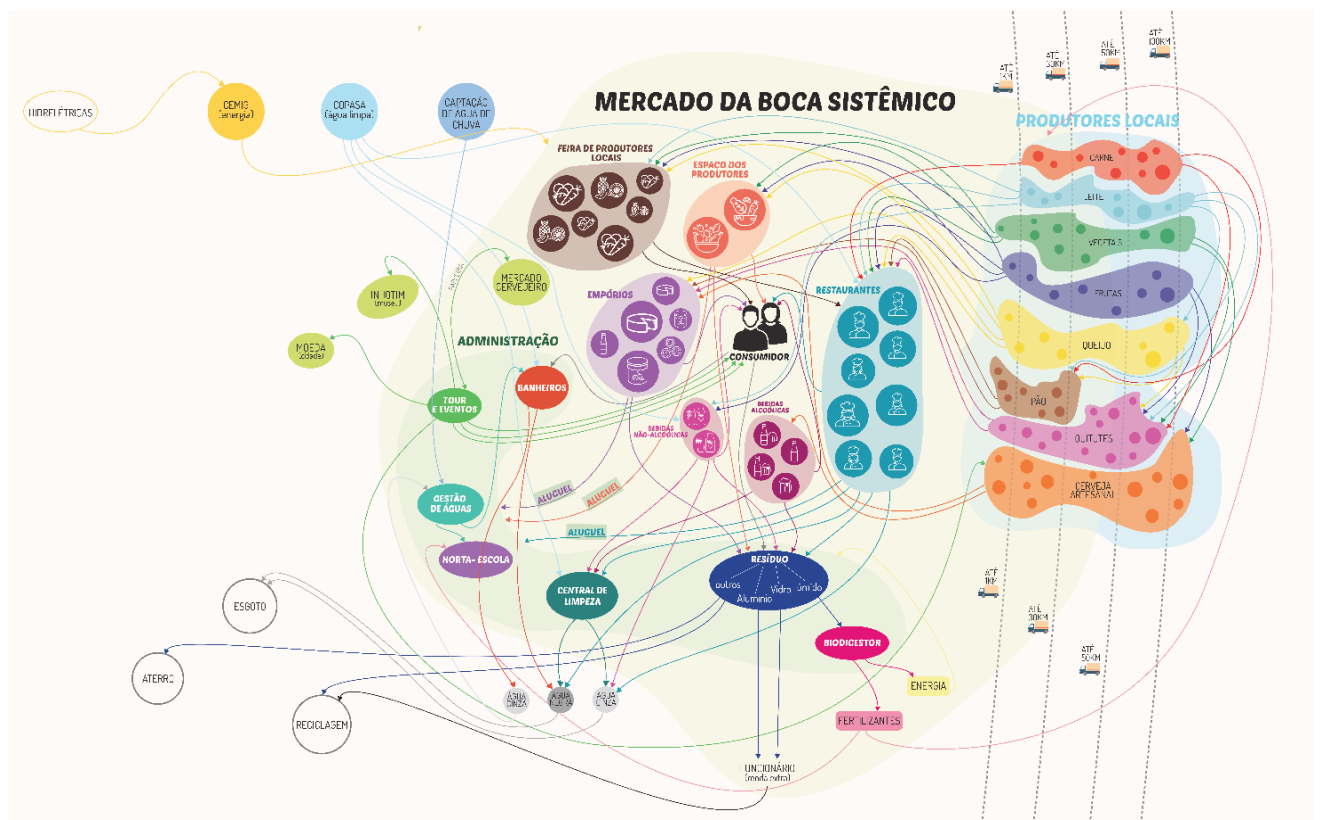 MERCADO DA BOCA SISTÊMICO
HIDRELÉTRICAS
CEMIG
(energia)
COPASA
(água limpa)
CAPTAÇÃO
DE ÁGUA DE
CHUVA
ATÉ
1KM
ATÉ
30KM
ATÉ
50KM
ATÉ
100KM
PRODUTORES LOCAIS
FEIRA DE PRODUTORES
LOCAIS
ESPAÇO DOS
PRODUTORES
CARNE
LEITE
VEGETAIS
FRUTAS
QUEIJO
PÃO
QUITUTES
CERVEJA
ARTESANAL
INHOTIM
MOEDA
(cidade)
MERCADO
CERVEJEIRO
EMPÓRIOS
CONSUMIDOR
RESTAURANTES
ADMINISTRAÇÃO
TOUR
E EVENTOS
BANHEIROS
BEBIDAS
NÃO-ALCOÓLICAS
BEBIDAS
ALCOÓLICAS
ALUGUEL
ALUGUEL
ALUGUEL
GESTÃO
DE ÁGUAS
HORTA- ESCOLA
CENTRAL DE
LIMPEZA
RESÍDUO
outros
Alumínio
Vidro
úmido
BIODIGESTOR
ENERGIA
FERTILIZANTES
ESGOTO
ATERRO
RECICLAGEM
ÁGUA
CINZA
ÁGUA
NEGRA
ÁGUA
CINZA
FUNCIONÁRIO
(renda extra)
ATÉ
1KM
ATÉ
30KM
ATÉ
50KM